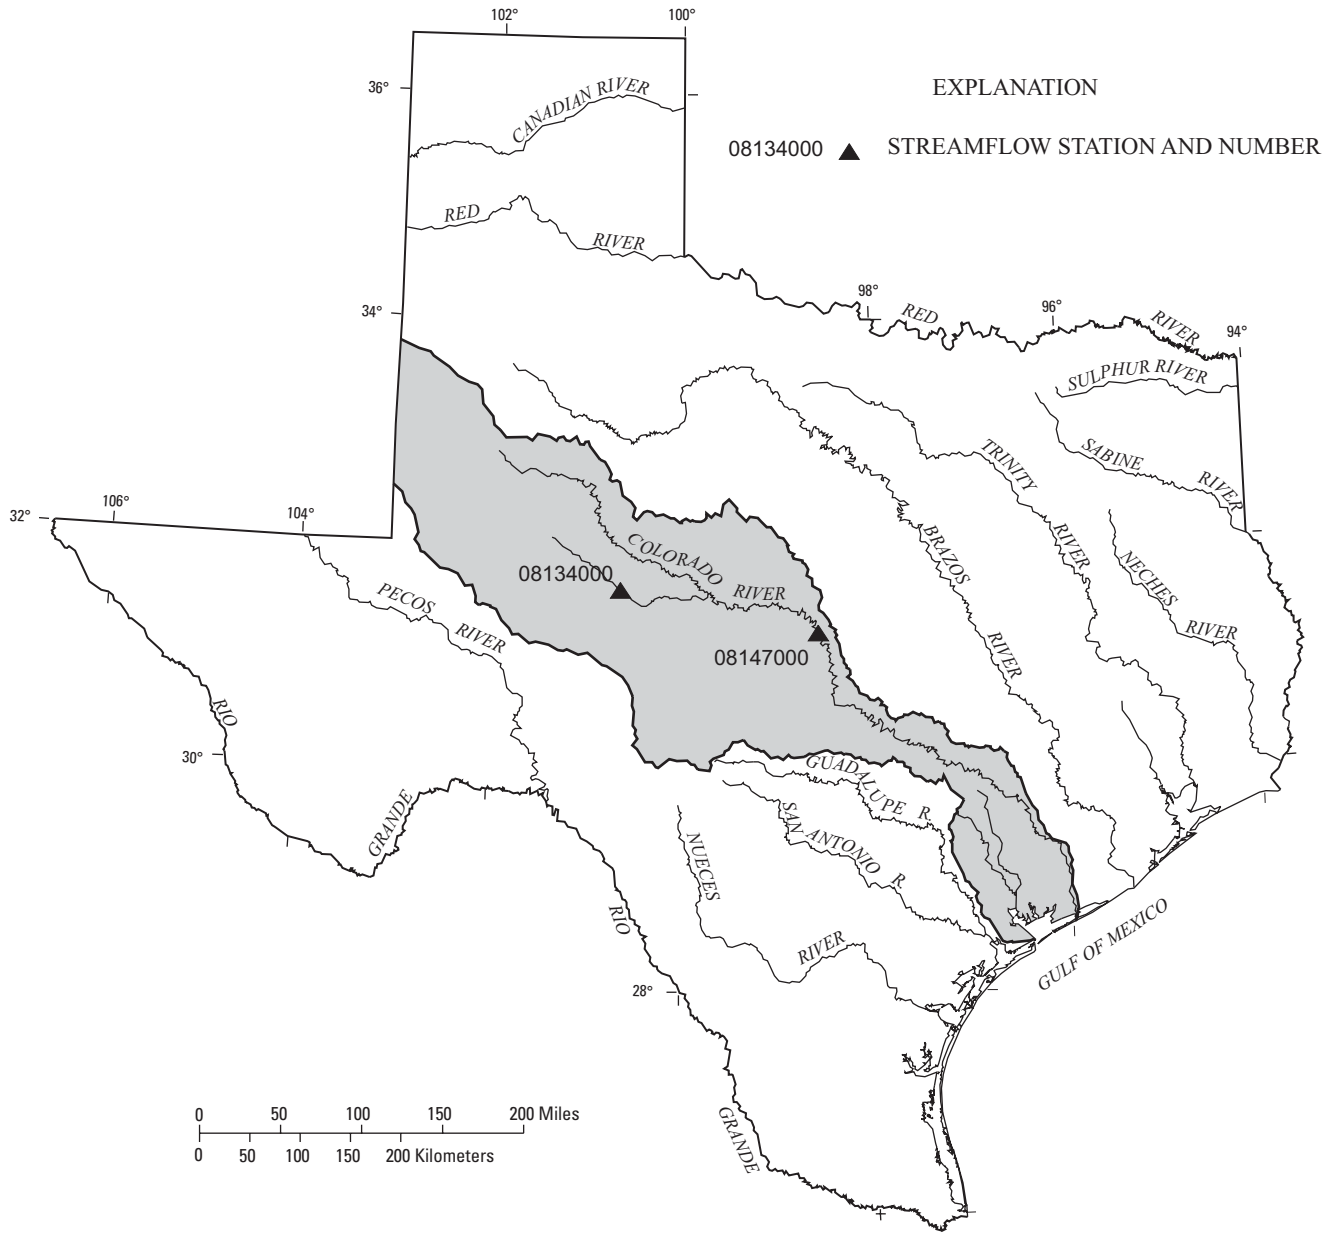 102°
100°
36°
EXPLANATION
CANADIAN RIVER
08134000 STREAMFLOW STATION AND NUMBER
RED
RIVER
98°
96°
34°
RED
RIVER
94°
SULPHUR RIVER
TRINITY
SABINE
RIVER
106°
104°
32°
BRAZOS
RIVER
COLORADO
NECHES
08134000
RIVER
PECOS
RIVER
RIVER
RIVER
08147000
RIO
30°
GUADALUPE R.
GRANDE
SAN ANTONIO R.
NUECES
RIO
RIVER
GULF OF MEXICO
28°
GRANDE
0 50 100 150 200 Miles
0 50 100 150 200 Kilometers